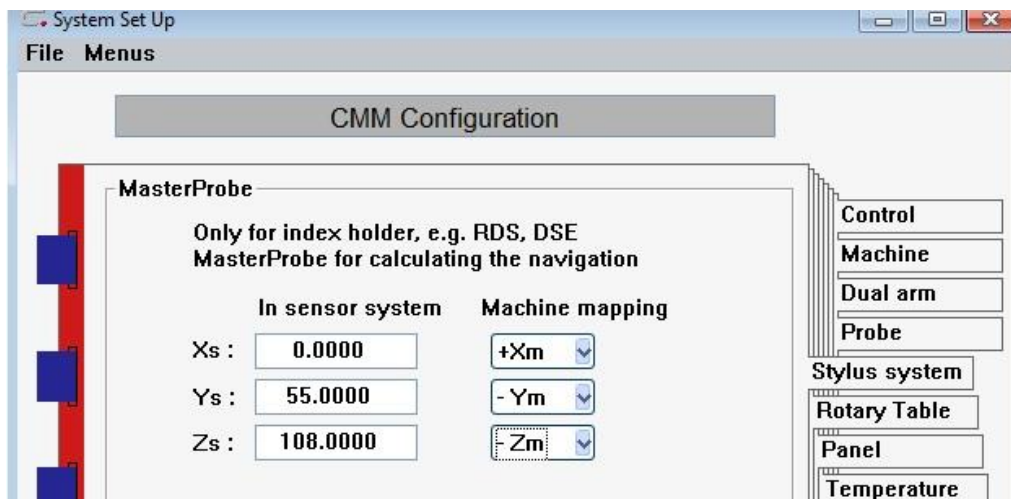 System Set Up
File Menus
CMM Configuration
MasterProbe
Only for index holder, e.g. RDS, DSE
MasterProbe for calculating the navigation
In sensor system Machine mapping
Xs : 0.0000 +Xm
Ys : 55.0000 - Ym
Zs : 108.0000 - Zm
Control
Machine
Dual arm
Probe
Stylus system
Rotary Table
Panel
Temperature